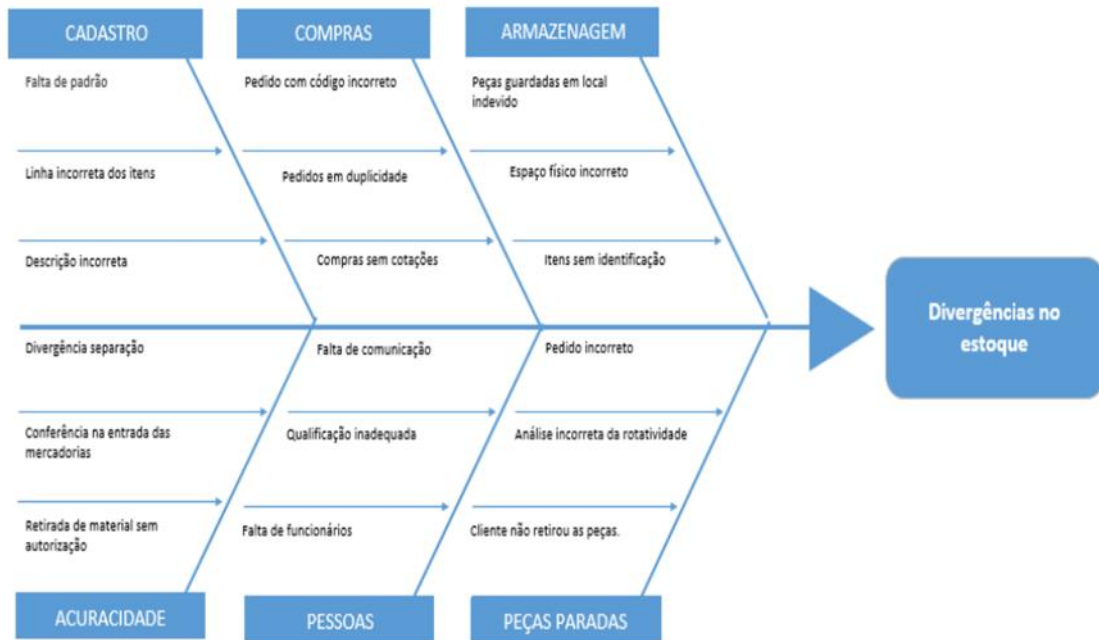 CADASTRO
COMPRAS
ARMAZENAGEM
Falta de padrão
Pedido com código incorreto
Peças guardadas em local
indevido
Linha incorreta dos itens
Pedidos em duplicidade
Espaço físico incorreto
Descrição incorreta
Compras sem cotações
Itens sem identificação
Divergências no
estoque
Divergência separação
Falta de comunicação
Pedido incorreto
Conferência na entrada das
mercadorias
Qualificação inadequada
Análise incorreta da rotatividade
Retirada de material sem
autorização
Falta de funcionários
Cliente não retirou as peças.
ACURACIDADE
PESSOAS
PEÇAS PARADAS